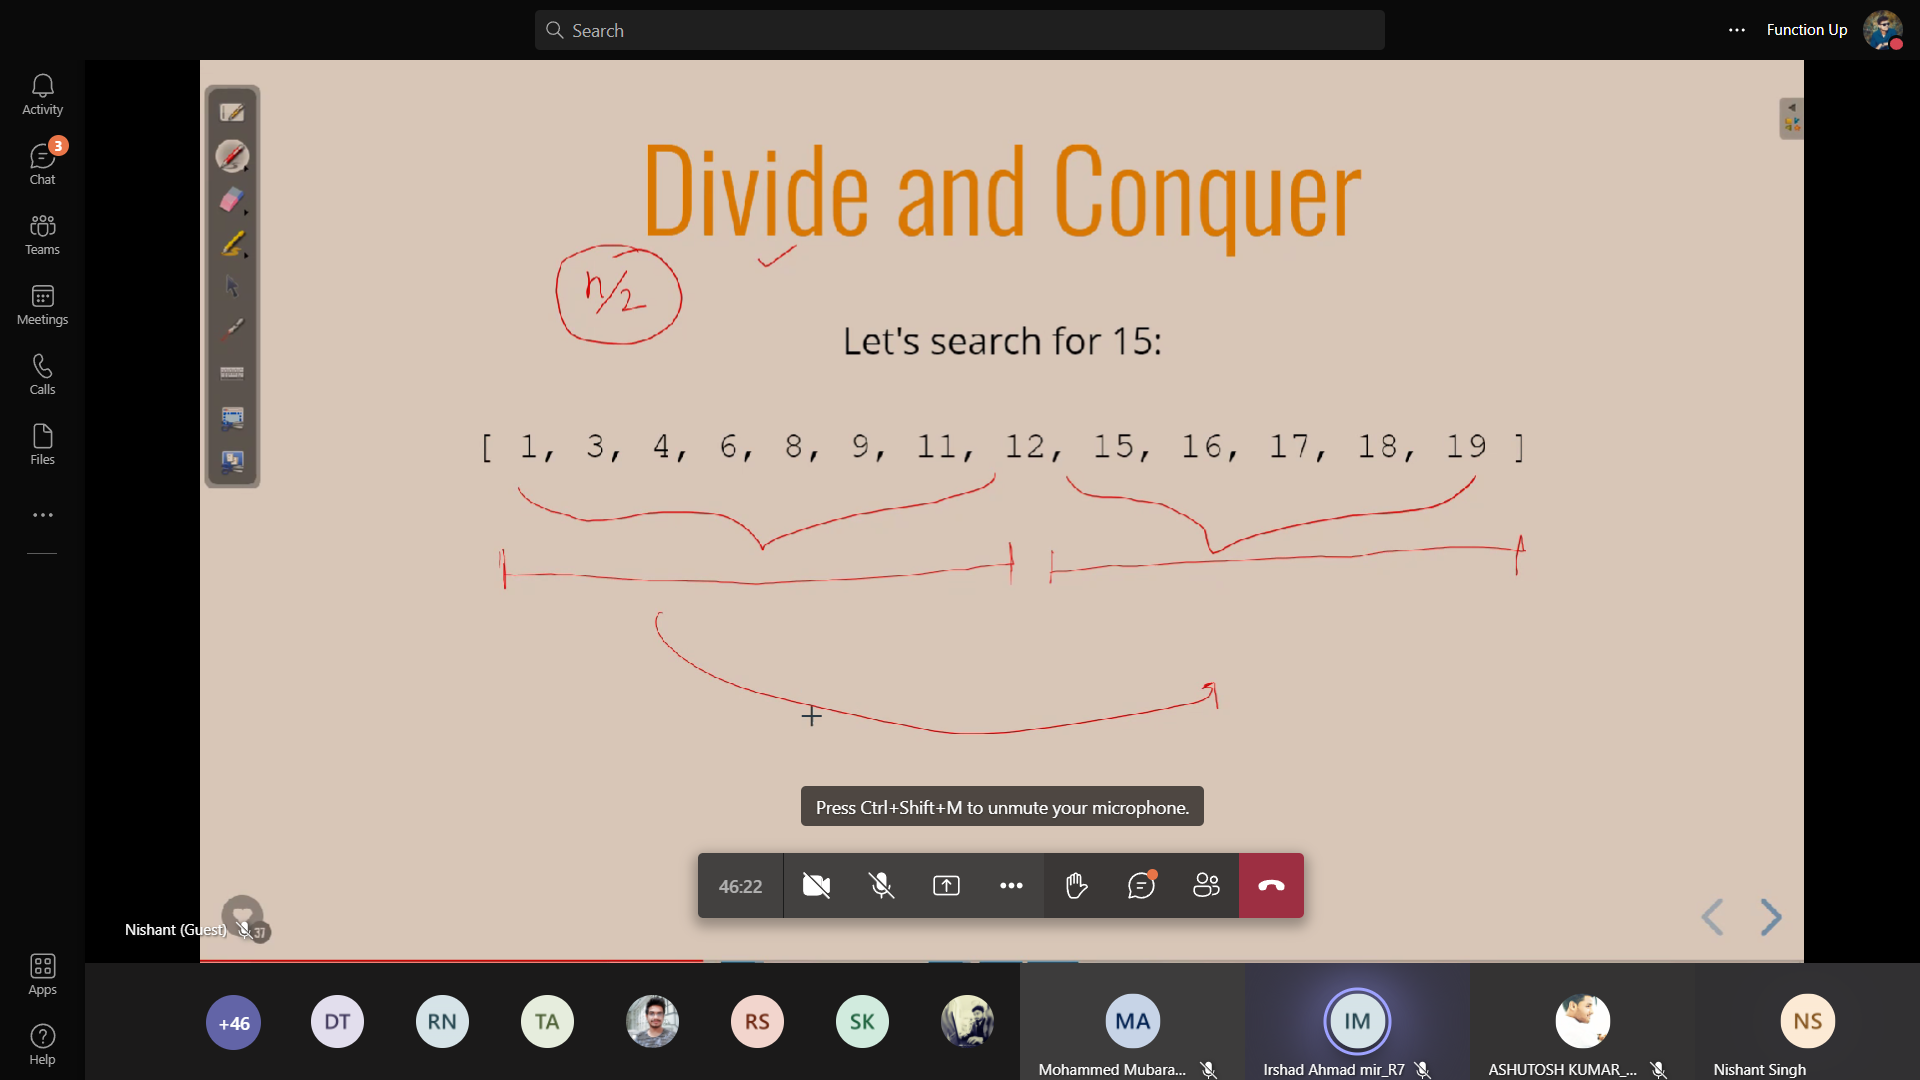 Search
Function Up
Activity
3
Chat
Teams
Meetings
Calls
Files
Apps
Help
Divide and Conquer
n/2
Let's search for 15:
[ 1, 3, 4, 6, 8, 9, 11, 12, 15, 16, 17, 18, 19 ]
Press Ctrl+Shift+M to unmute your microphone.
46:22
Nishant (Guest)
37
+46
DT
RN
TA
RS
SK
MA
IM
NS
Mohammed Mubara...
Irshad Ahmad mir_R7
ASHUTOSH KUMAR_...
Nishant Singh